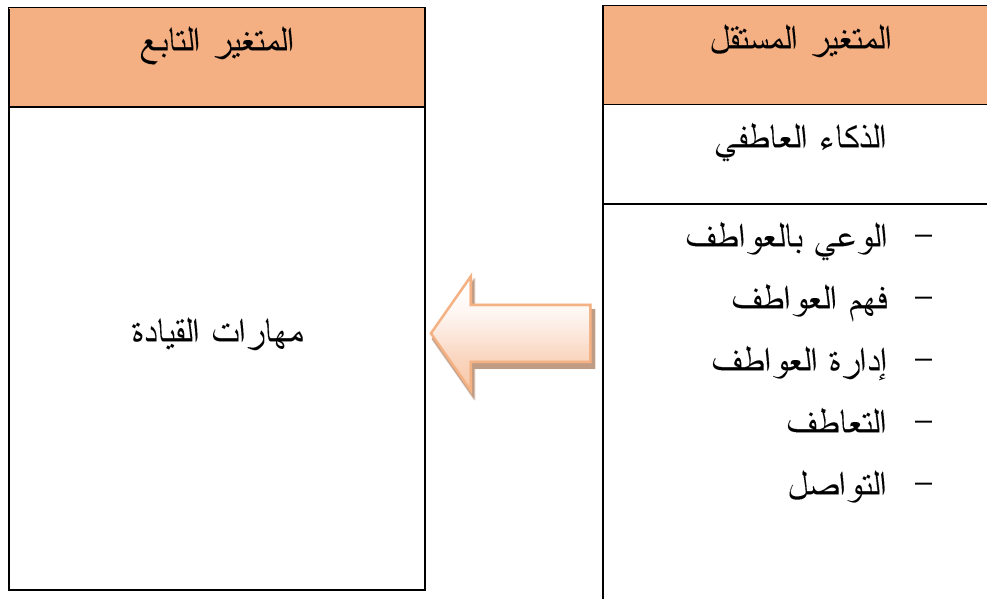 المتغير المستقل
الذكاء العاطفي
- الوعي بالعواطف
- فهم العواطف
- إدارة العواطف
- التعاطف
- التواصل
المتغير التابع
مهارات القيادة